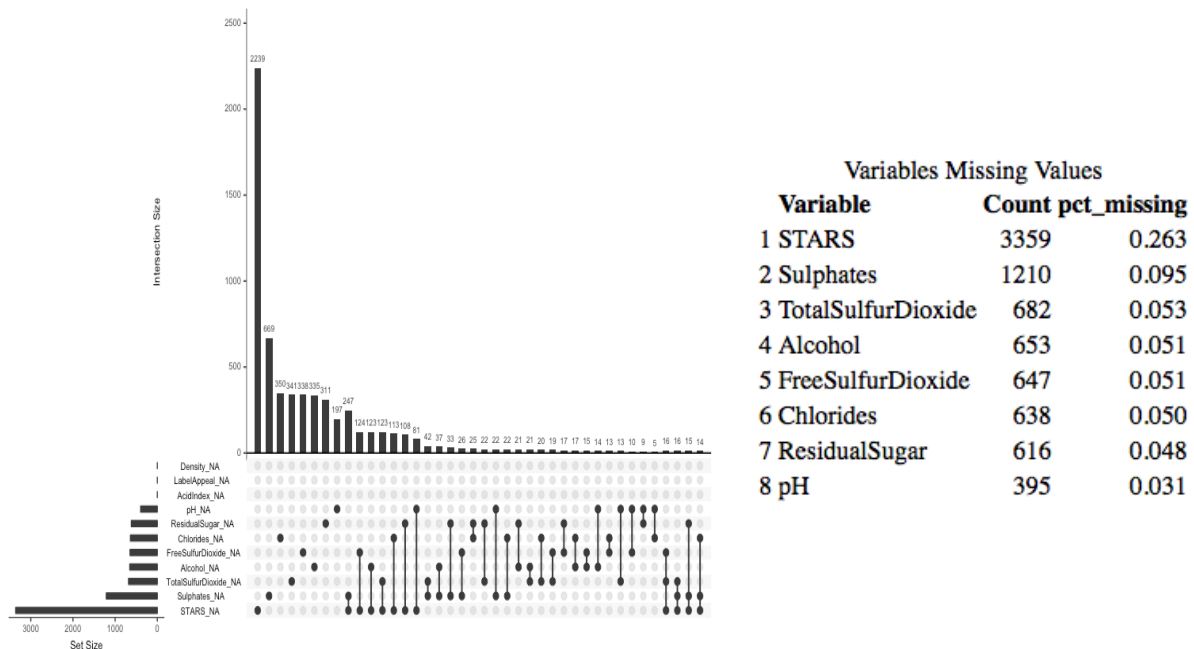 2500
2239
2000
1500
1000
669
500
350 341 338 335 311 197 247 124 123 123 113 108 81 42 37 33 26 25 22 22 22 21 21 20 19 17 17 15 14 13 13 10 9 5 16 16 15 14
0
Intersection Size
Density_NA
LabelAppeal_NA
AcidIndex_NA
pH_NA
ResidualSugar_NA
Chlorides_NA
FreeSulfurDioxide_NA
Alcohol_NA
TotalSulfurDioxide_NA
Sulphates_NA
STARS_NA
3000 2000 1000 0
Set Size
Variables Missing Values
Variable Count pct_missing
1 STARS 3359 0.263
2 Sulphates 1210 0.095
3 TotalSulfurDioxide 682 0.053
4 Alcohol 653 0.051
5 FreeSulfurDioxide 647 0.051
6 Chlorides 638 0.050
7 ResidualSugar 616 0.048
8 pH 395 0.031